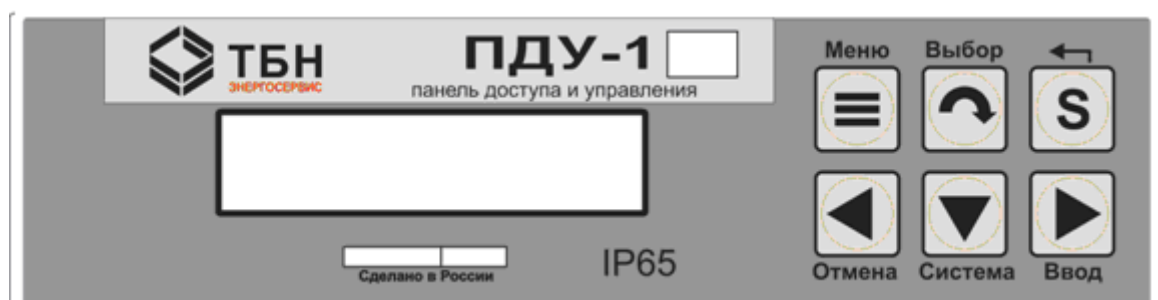 ТБН
ЭНЕРГОСЕРВИС
ПДУ-1
панель доступа и управления
Сделано в России
IP65
Меню Выбор
S
Отмена Система Ввод